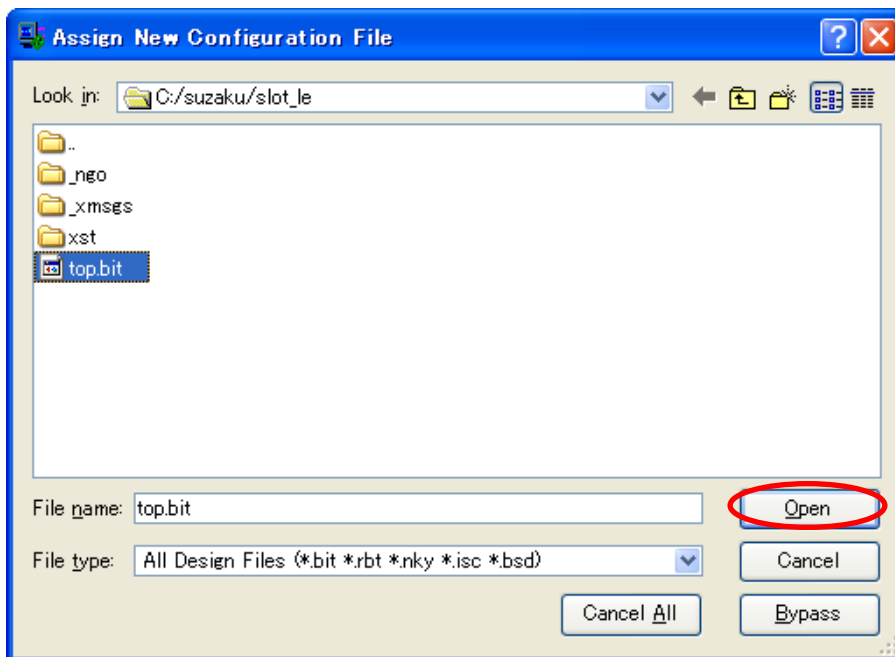 Assign New Configuration File
Look in: C:/suzaku/slot_le
..
_ngo
_xmsgs
xst
top.bit
File name: top.bit Open
File type: All Design Files (*.bit *.rbt *.nky *.isc *.bsd) Cancel
Cancel All Bypass